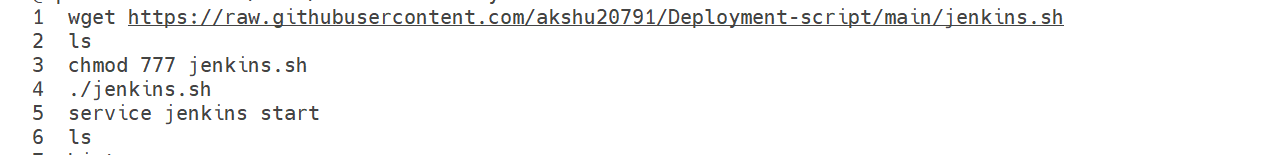 1 wget https://raw.githubusercontent.com/akshu20791/Deployment-script/main/jenkins.sh
2 ls
3 chmod 777 jenkins.sh
4 ./jenkins.sh
5 service jenkins start
6 ls